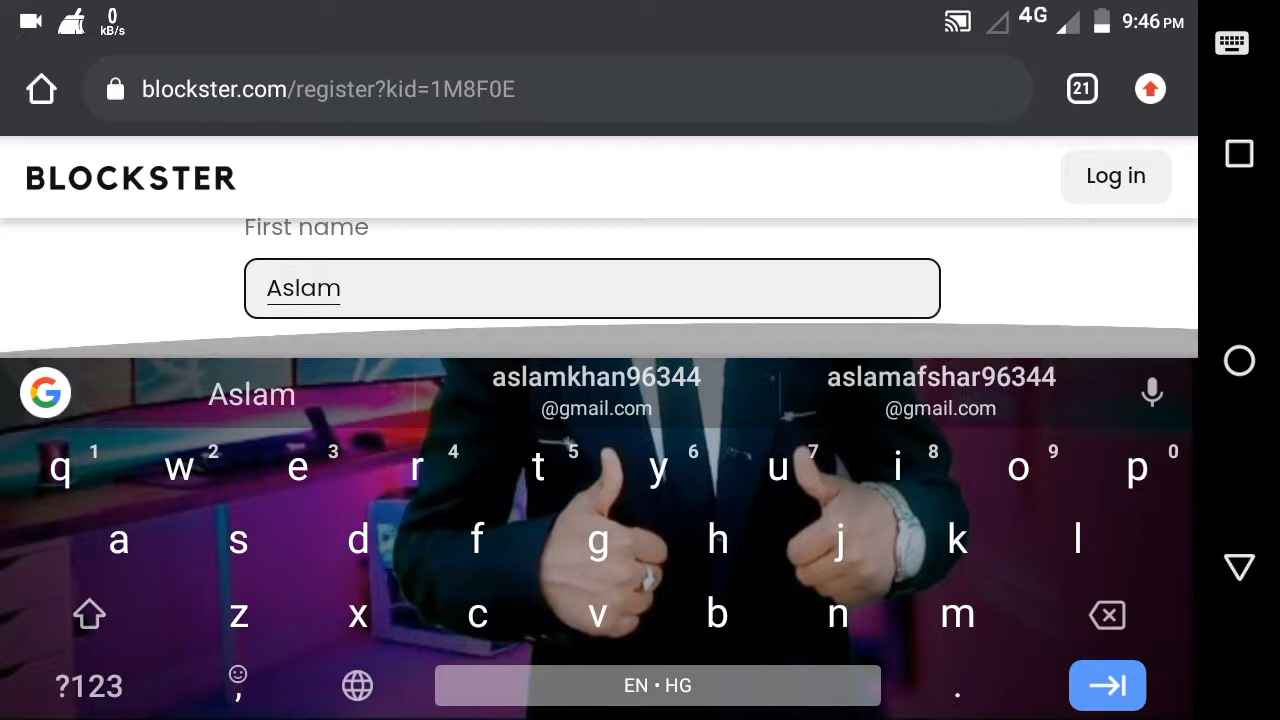 0
kB/s
4G
9:46 PM
blockster.com/register?kid=1M8F0E
21
BLOCKSTER
Log in
First name
Aslam
G
Aslam
aslamkhan96344
@gmail.com
aslamafshar96344
@gmail.com
q 1 w 2 e 3 r 4 t 5 y 6 u 7 i 8 o 9 p 0
a s d f g h j k l
z x c v b n m
?123 , EN • HG .